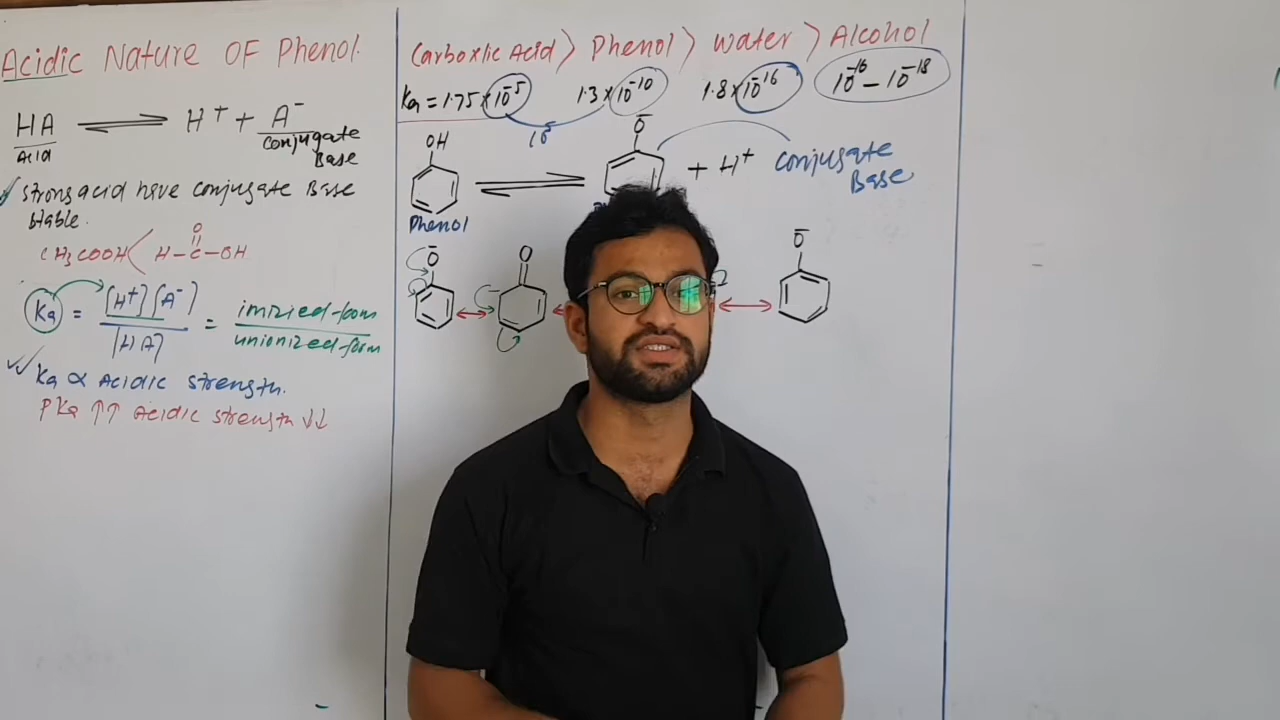 Acidic Nature OF Phenol.
HA ⇌ H⁺ + A⁻
Acid
conjugate
Base
strong acid have conjugate Base
stable.
O
CH₃COOH H-C-OH
Ka = [H⁺][A⁻] / [HA] = imized form / unionized form
Ka ∝ Acidic strength.
PKa ↑↑ Acidic strength ↓↓
Carboxlic Acid > Phenol > Water > Alcohol
Ka = 1.75×10⁻⁵ 1.3×10⁻¹⁰ 1.8×10⁻¹⁶ 10⁻¹⁶ – 10⁻¹⁸
OH ⇌ O⁻ + H⁺ conjugate
Base
Phenol
O⁻ O O⁻